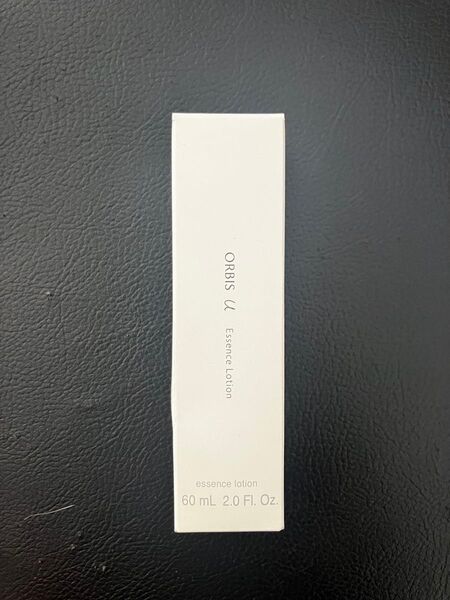 ORBIS u Essence Lotion
essence lotion
60 mL 2.0 Fl. Oz.